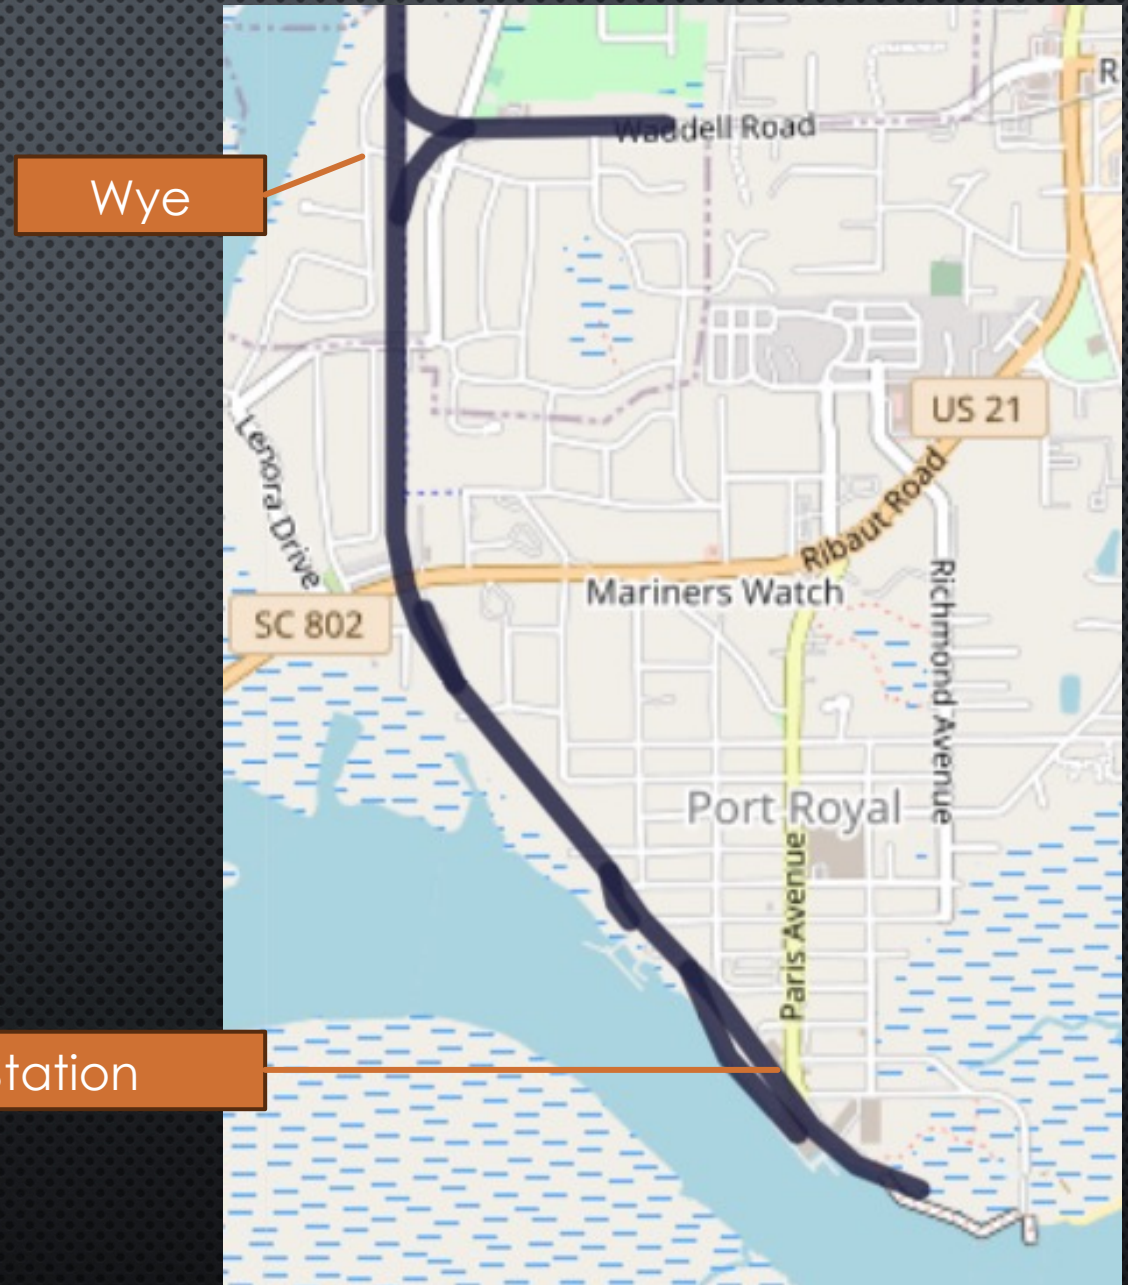 R
Waddell Road
Wye
US 21
Lenora Drive
Ribaut Road
Mariners Watch
SC 802
Richmond Avenue
Port Royal
Paris Avenue
tation